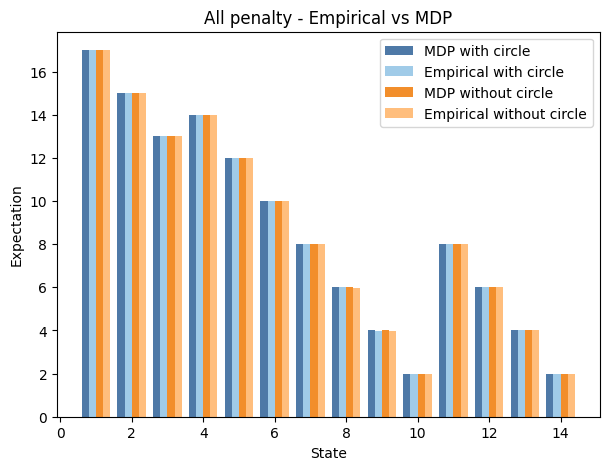 All penalty - Empirical vs MDP
MDP with circle
Empirical with circle
MDP without circle
Empirical without circle
Expectation
16
14
12
10
8
6
4
2
0
0 2 4 6 8 10 12 14
State